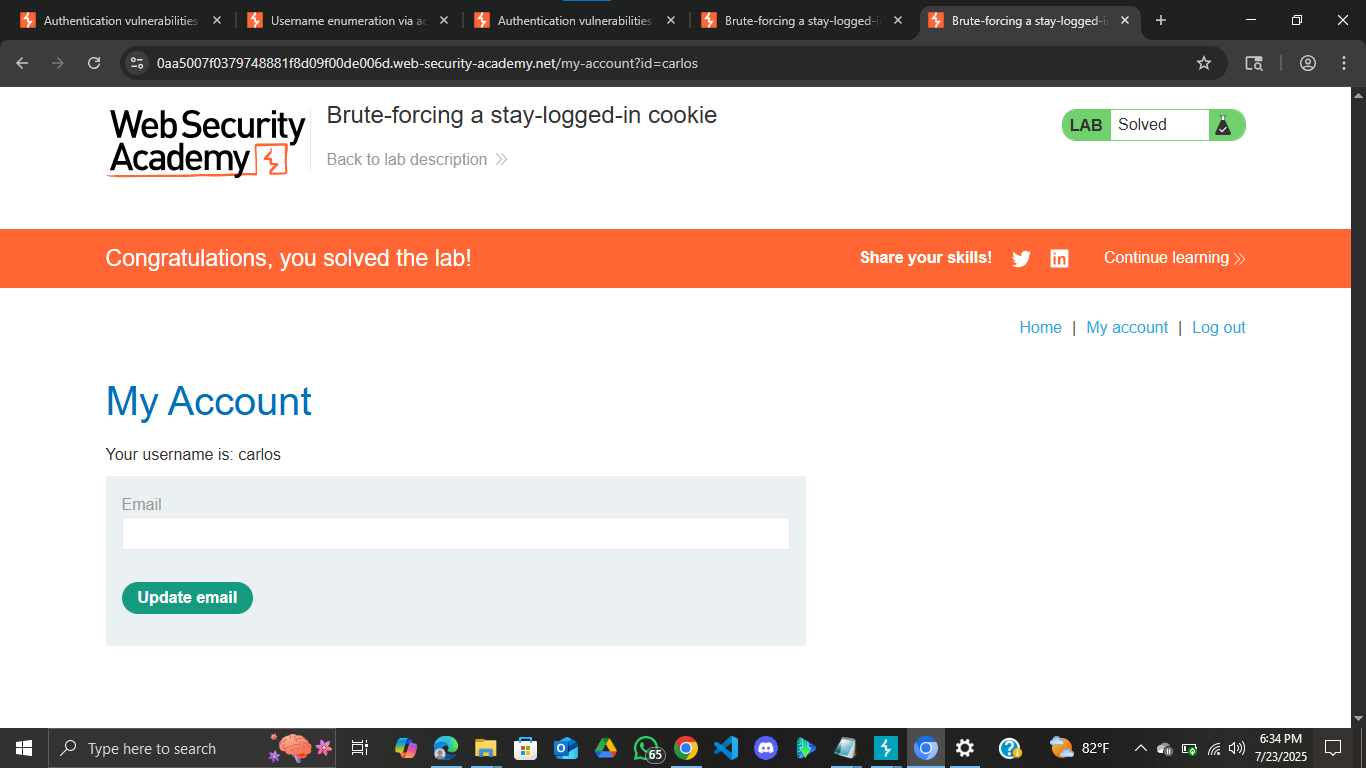 Authentication vulnerabilities
Username enumeration via ac
Authentication vulnerabilities
Brute-forcing a stay-logged-i
Brute-forcing a stay-logged-i
0aa5007f0379748881f8d09f00de006d.web-security-academy.net/my-account?id=carlos
Web Security
Academy
Brute-forcing a stay-logged-in cookie
Back to lab description
LAB Solved
Congratulations, you solved the lab!
Share your skills!
in
Continue learning
Home | My account | Log out
My Account
Your username is: carlos
Email
Update email
Type here to search
65
82°F
6:34 PM
7/23/2025